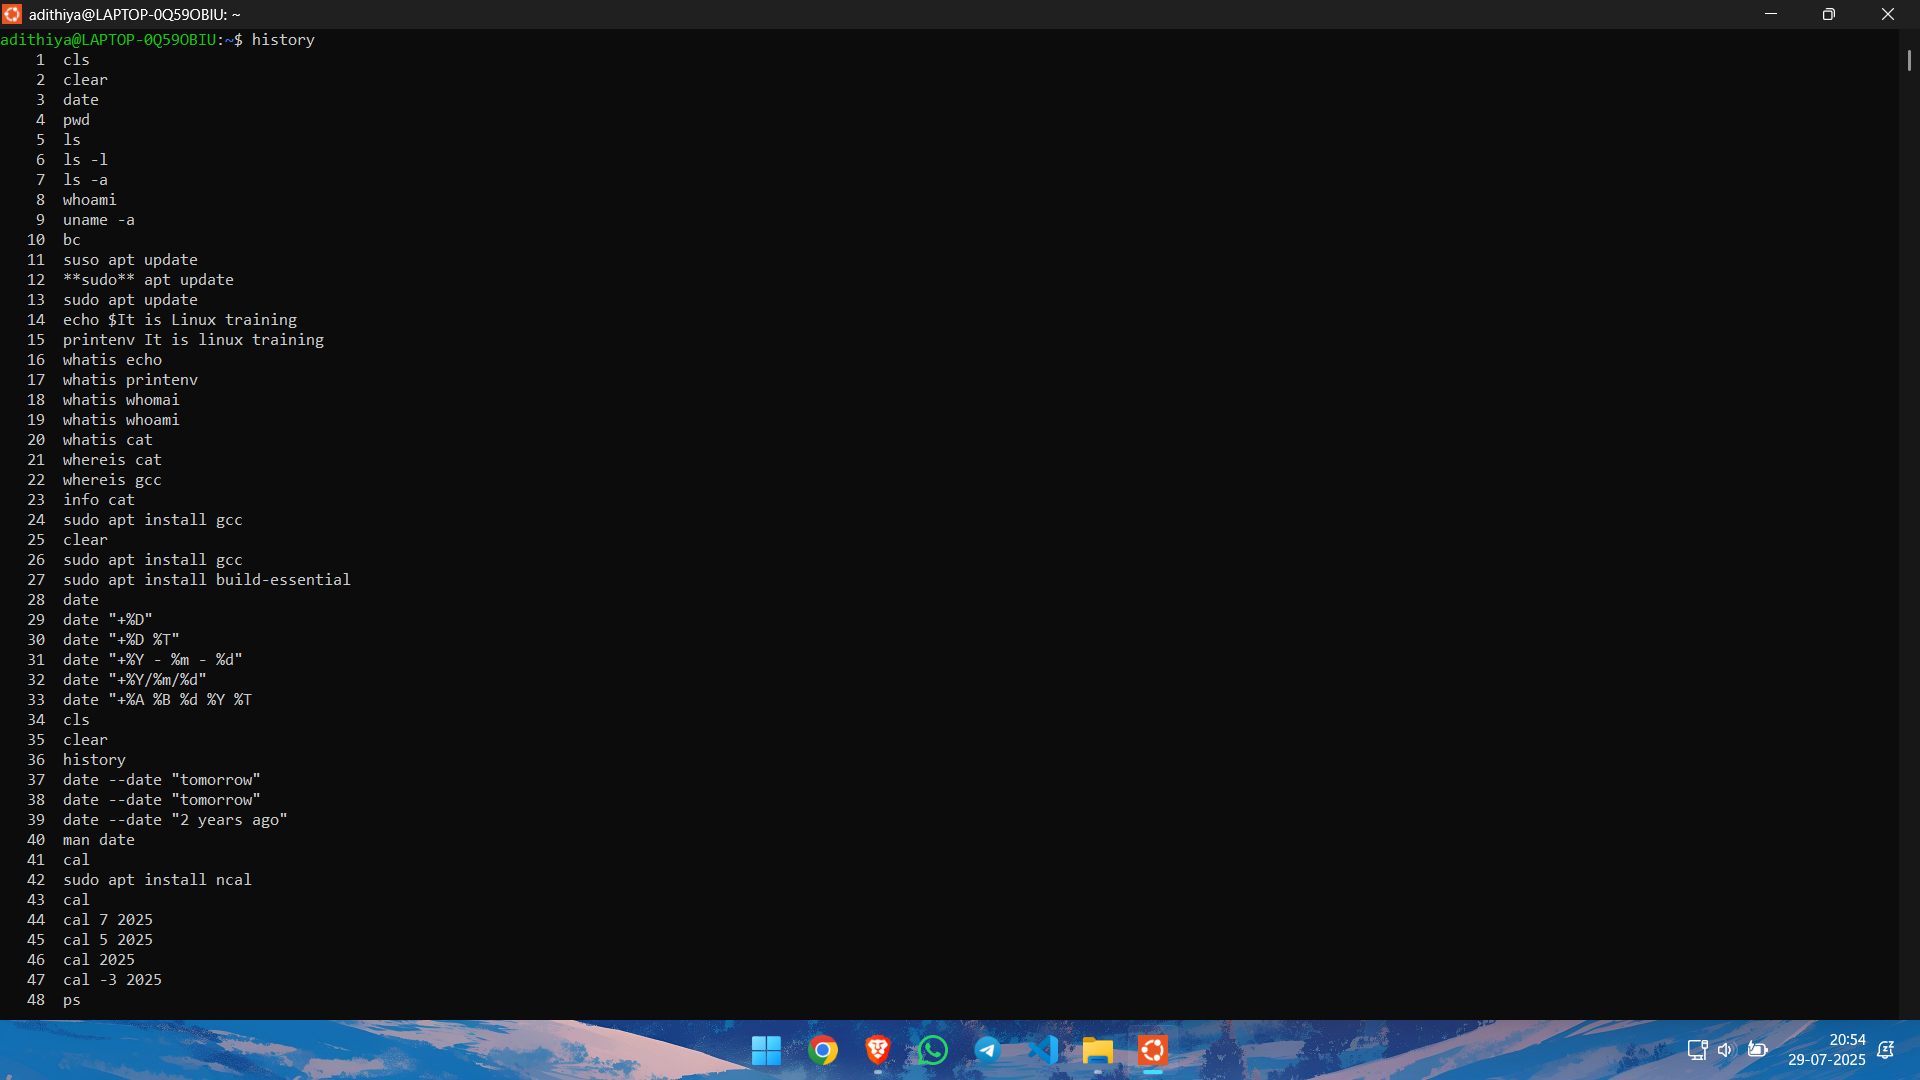 adithiya@LAPTOP-0Q59OBIU: ~
adithiya@LAPTOP-0Q59OBIU:~$ history
1 cls
2 clear
3 date
4 pwd
5 ls
6 ls -l
7 ls -a
8 whoami
9 uname -a
10 bc
11 suso apt update
12 **sudo** apt update
13 sudo apt update
14 echo $It is Linux training
15 printenv It is linux training
16 whatis echo
17 whatis printenv
18 whatis whomai
19 whatis whoami
20 whatis cat
21 whereis cat
22 whereis gcc
23 info cat
24 sudo apt install gcc
25 clear
26 sudo apt install gcc
27 sudo apt install build-essential
28 date
29 date "+%D"
30 date "+%D %T"
31 date "+%Y - %m - %d"
32 date "+%Y/%m/%d"
33 date "+%A %B %d %Y %T
34 cls
35 clear
36 history
37 date --date "tomorrow"
38 date --date "tomorrow"
39 date --date "2 years ago"
40 man date
41 cal
42 sudo apt install ncal
43 cal
44 cal 7 2025
45 cal 5 2025
46 cal 2025
47 cal -3 2025
48 ps
20:54
29-07-2025